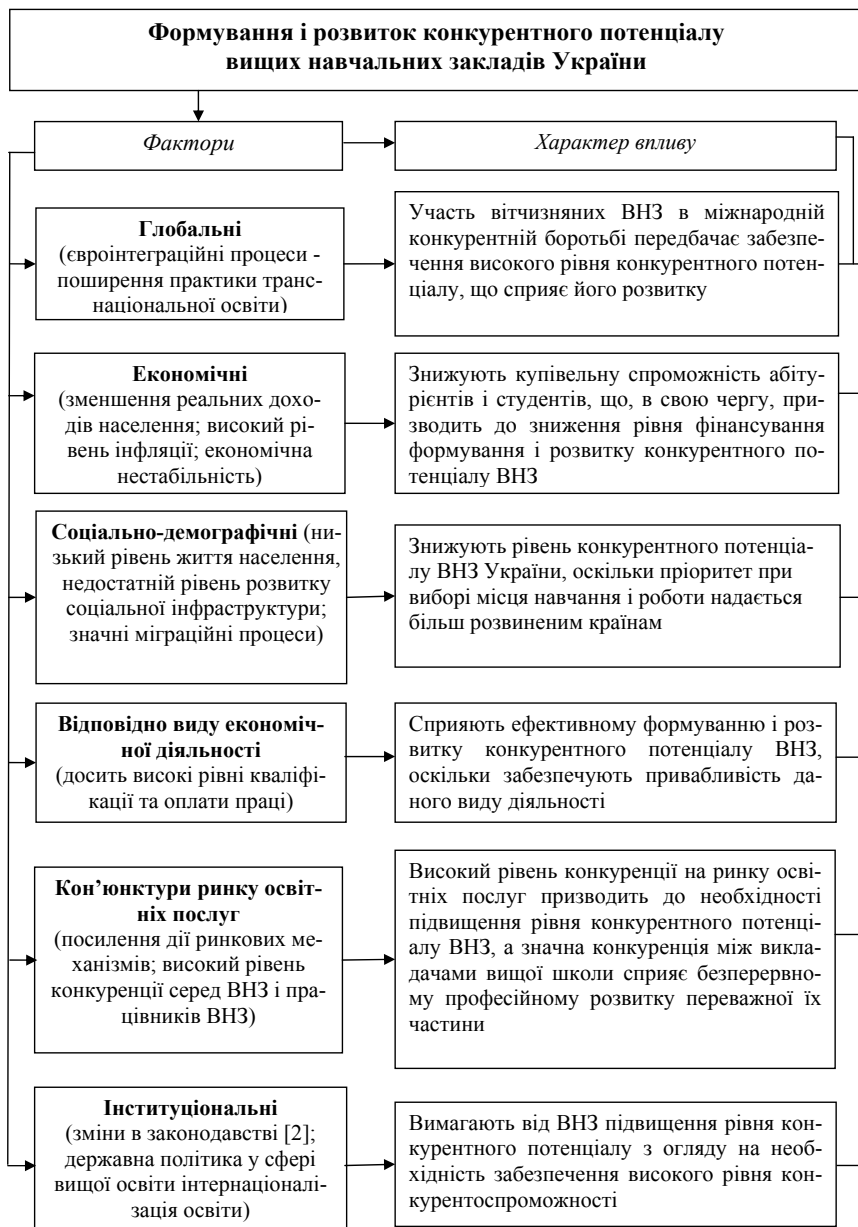 Формування і розвиток конкурентного потенціалу
вищих навчальних закладів України
Фактори
Характер впливу
Глобальні
(євроінтеграційні процеси -
поширення практики транс-
національної освіти)
Участь вітчизняних ВНЗ в міжнародній
конкурентній боротьбі передбачає забезпе-
чення високого рівня конкурентного потен-
ціалу, що сприяє його розвитку
Економічні
(зменшення реальних дохо-
дів населення; високий рі-
вень інфляції; економічна
нестабільність)
Знижують купівельну спроможність абіту-
рієнтів і студентів, що, в свою чергу, при-
зводить до зниження рівня фінансування
формування і розвитку конкурентного по-
тенціалу ВНЗ
Соціально-демографічні (ни-
зький рівень життя населення,
недостатній рівень розвитку
соціальної інфраструктури;
значні міграційні процеси)
Знижують рівень конкурентного потенціа-
лу ВНЗ України, оскільки пріоритет при
виборі місця навчання і роботи надається
більш розвиненим країнам
Відповідно виду економіч-
ної діяльності
(досить високі рівні кваліфі-
кації та оплати праці)
Сприяють ефективному формуванню і роз-
витку конкурентного потенціалу ВНЗ,
оскільки забезпечують привабливість да-
ного виду діяльності
Кон’юнктури ринку освіт-
ніх послуг
(посилення дії ринкових ме-
ханізмів; високий рівень
конкуренції серед ВНЗ і пра-
цівників ВНЗ)
Високий рівень конкуренції на ринку осві-
тніх послуг призводить до необхідності
підвищення рівня конкурентного потенці-
алу ВНЗ, а значна конкуренція між викла-
дачами вищої школи сприяє безперервно-
му професійному розвитку переважної їх
частини
Інституціональні
(зміни в законодавстві [2];
державна політика у сфері
вищої освіти інтернаціоналі-
зація освіти)
Вимагають від ВНЗ підвищення рівня кон-
курентного потенціалу з огляду на необ-
хідність забезпечення високого рівня кон-
курентоспроможності